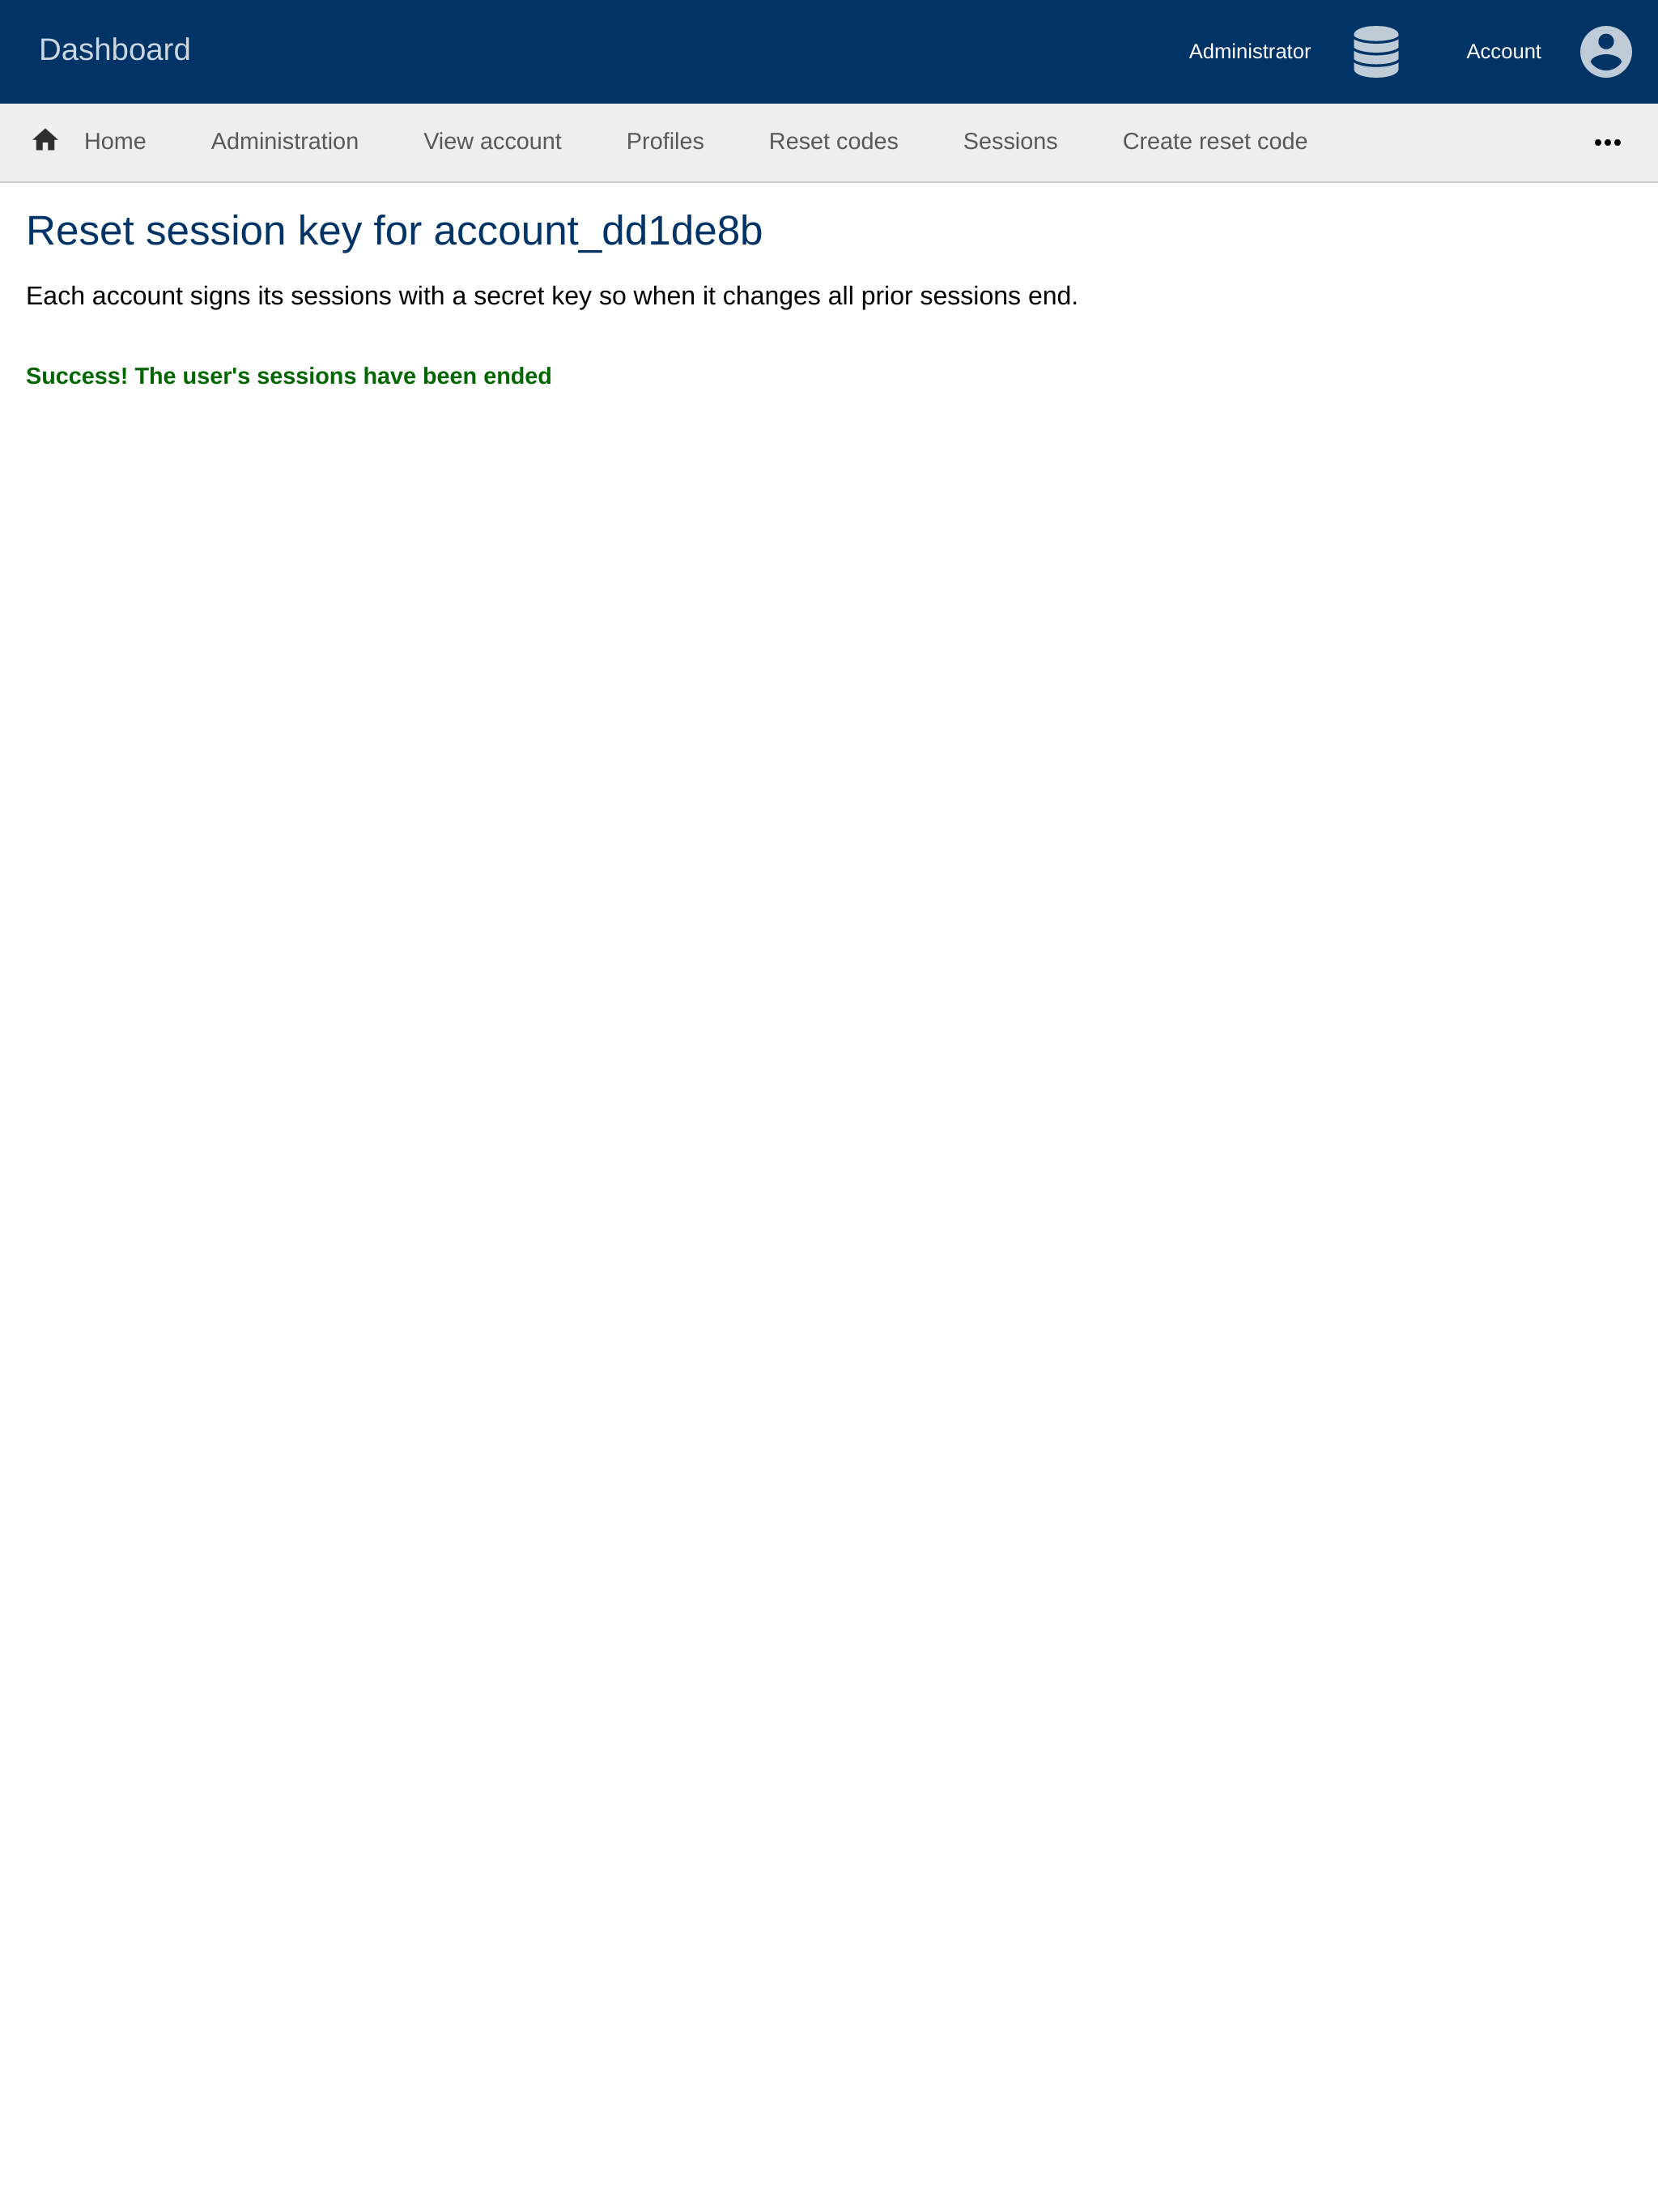 Dashboard
Administrator
Account
Home
Administration
View account
Profiles
Reset codes
Sessions
Create reset code
Reset session key for account_dd1de8b
Each account signs its sessions with a secret key so when it changes all prior sessions end.
Success! The user's sessions have been ended